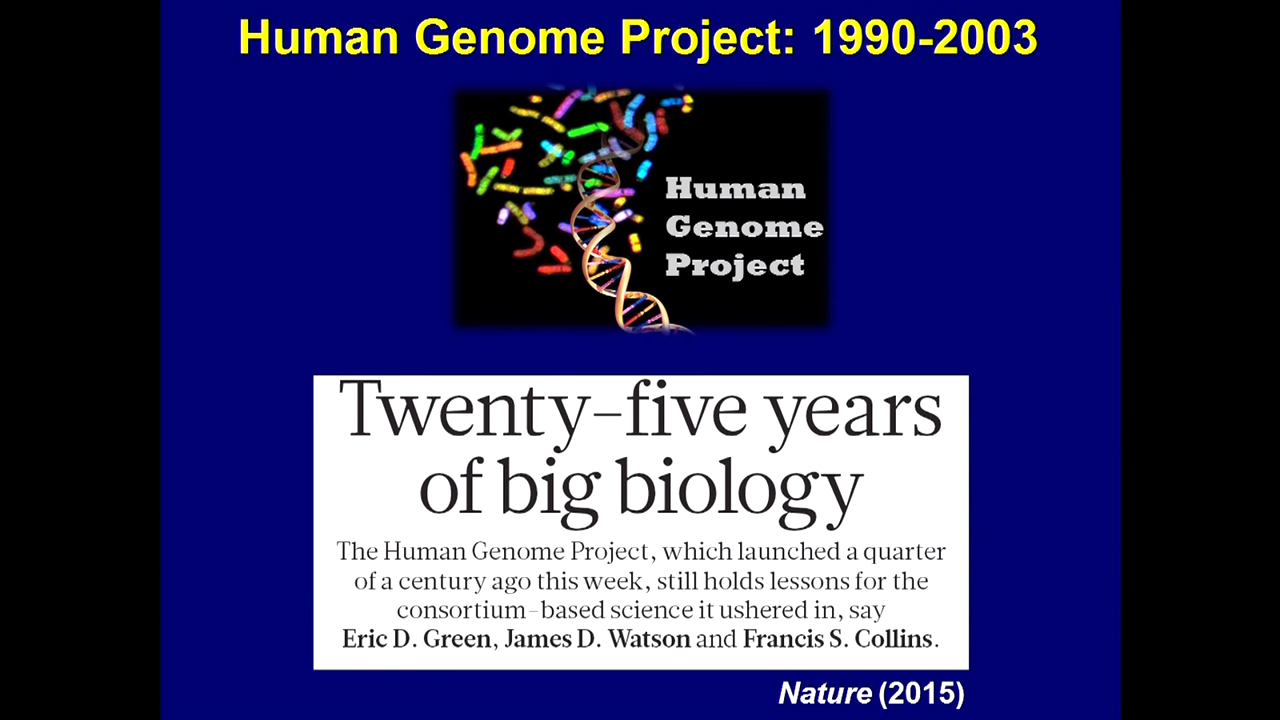 Human Genome Project: 1990-2003
Human
Genome
Project
Twenty-five years
of big biology
The Human Genome Project, which launched a quarter
of a century ago this week, still holds lessons for the
consortium-based science it ushered in, say
Eric D. Green, James D. Watson and Francis S. Collins.
Nature (2015)